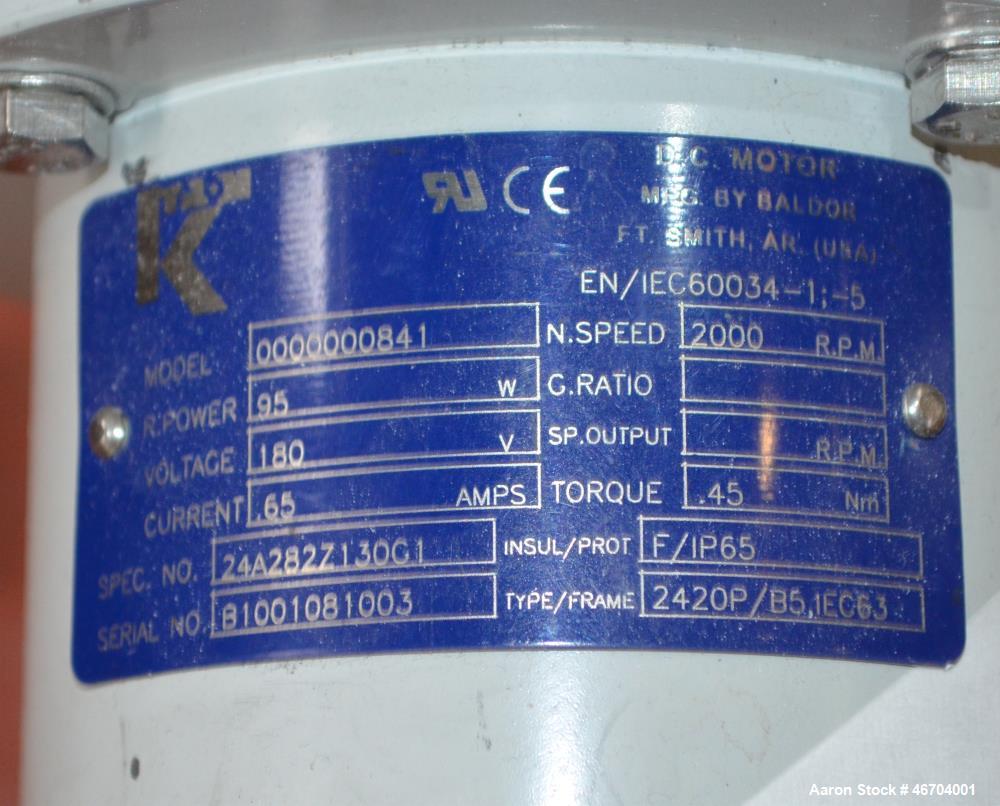 K
RU CE
D.C. MOTOR
MFG. BY BALDOR
FT. SMITH, AR. (USA)
EN/IEC60034-1;-5
MODEL 0000000841 N.SPEED 2000 R.P.M.
R.POWER 95 W G.RATIO
VOLTAGE 180 V SP.OUTPUT R.P.M.
CURRENT .65 AMPS TORQUE .45 Nm
SPEC. NO. 24A282Z130G1 INSUL/PROT F/IP65
SERIAL NO. B1001081003 TYPE/FRAME 2420P/B5,IEC63
Aaron Stock # 46704001